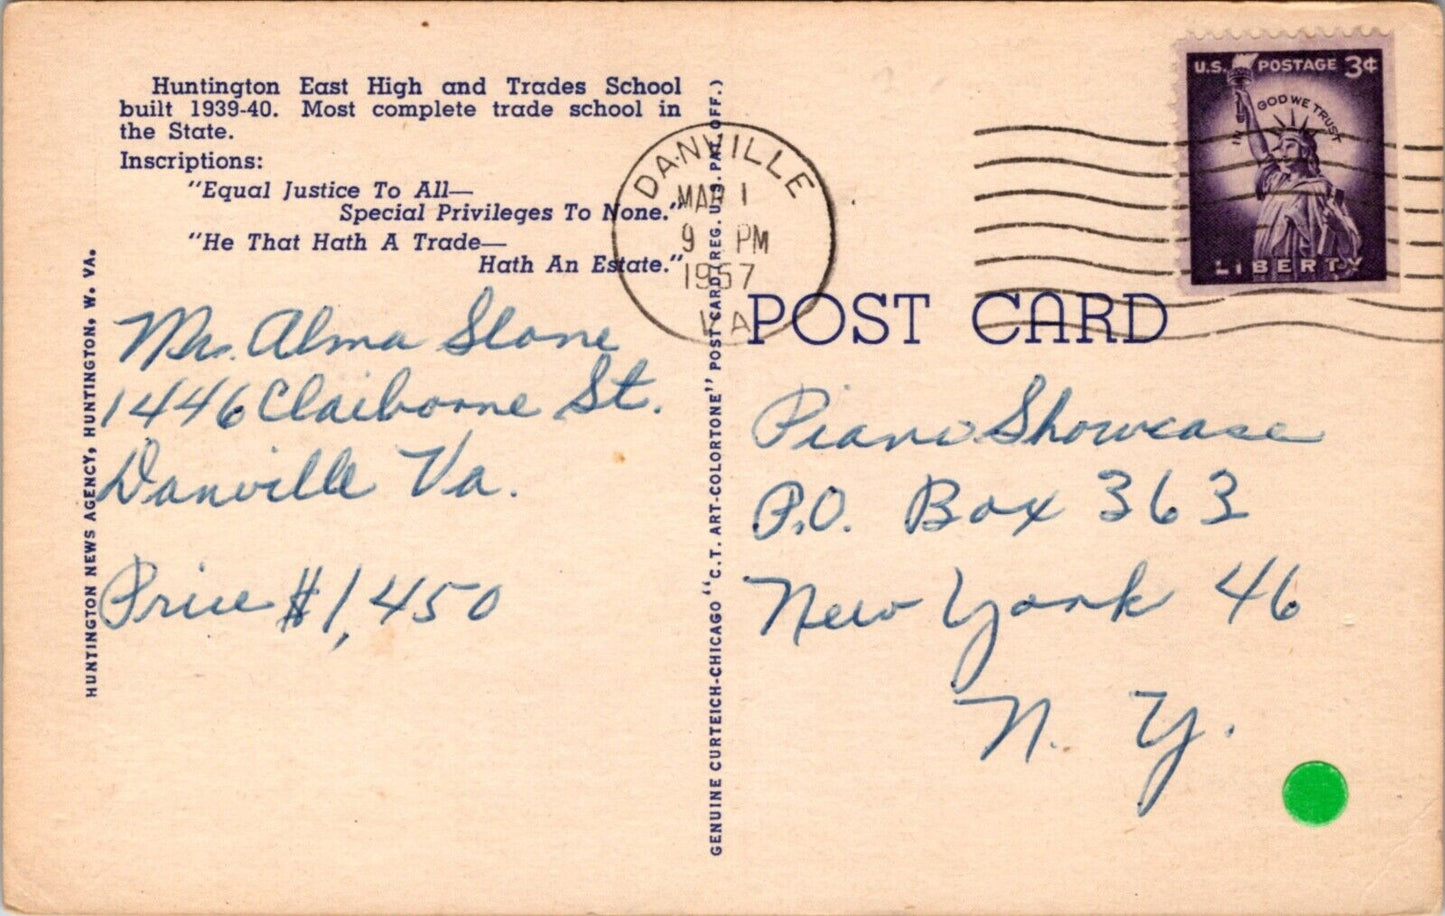 Huntington East High and Trades School
built 1939-40. Most complete trade school in
the State.
Inscriptions:
"Equal Justice To All—
Special Privileges To None."
"He That Hath A Trade—
Hath An Estate."
Mrs. Alma Slone
1446 Claiborne St.
Danville Va.
Price $1,450
HUNTINGTON NEWS AGENCY, HUNTINGTON, W. VA.
GENUINE CURTEICH-CHICAGO "C.T. ART-COLORTONE" POST CARD (REG. U.S. PAT. OFF.)
DANVILLE
MAR 1
9 PM
1957
VA
U.S. POSTAGE 3¢
IN GOD WE TRUST
LIBERTY
POST CARD
Piano Showcase
P.O. Box 363
New York 46
N. Y.